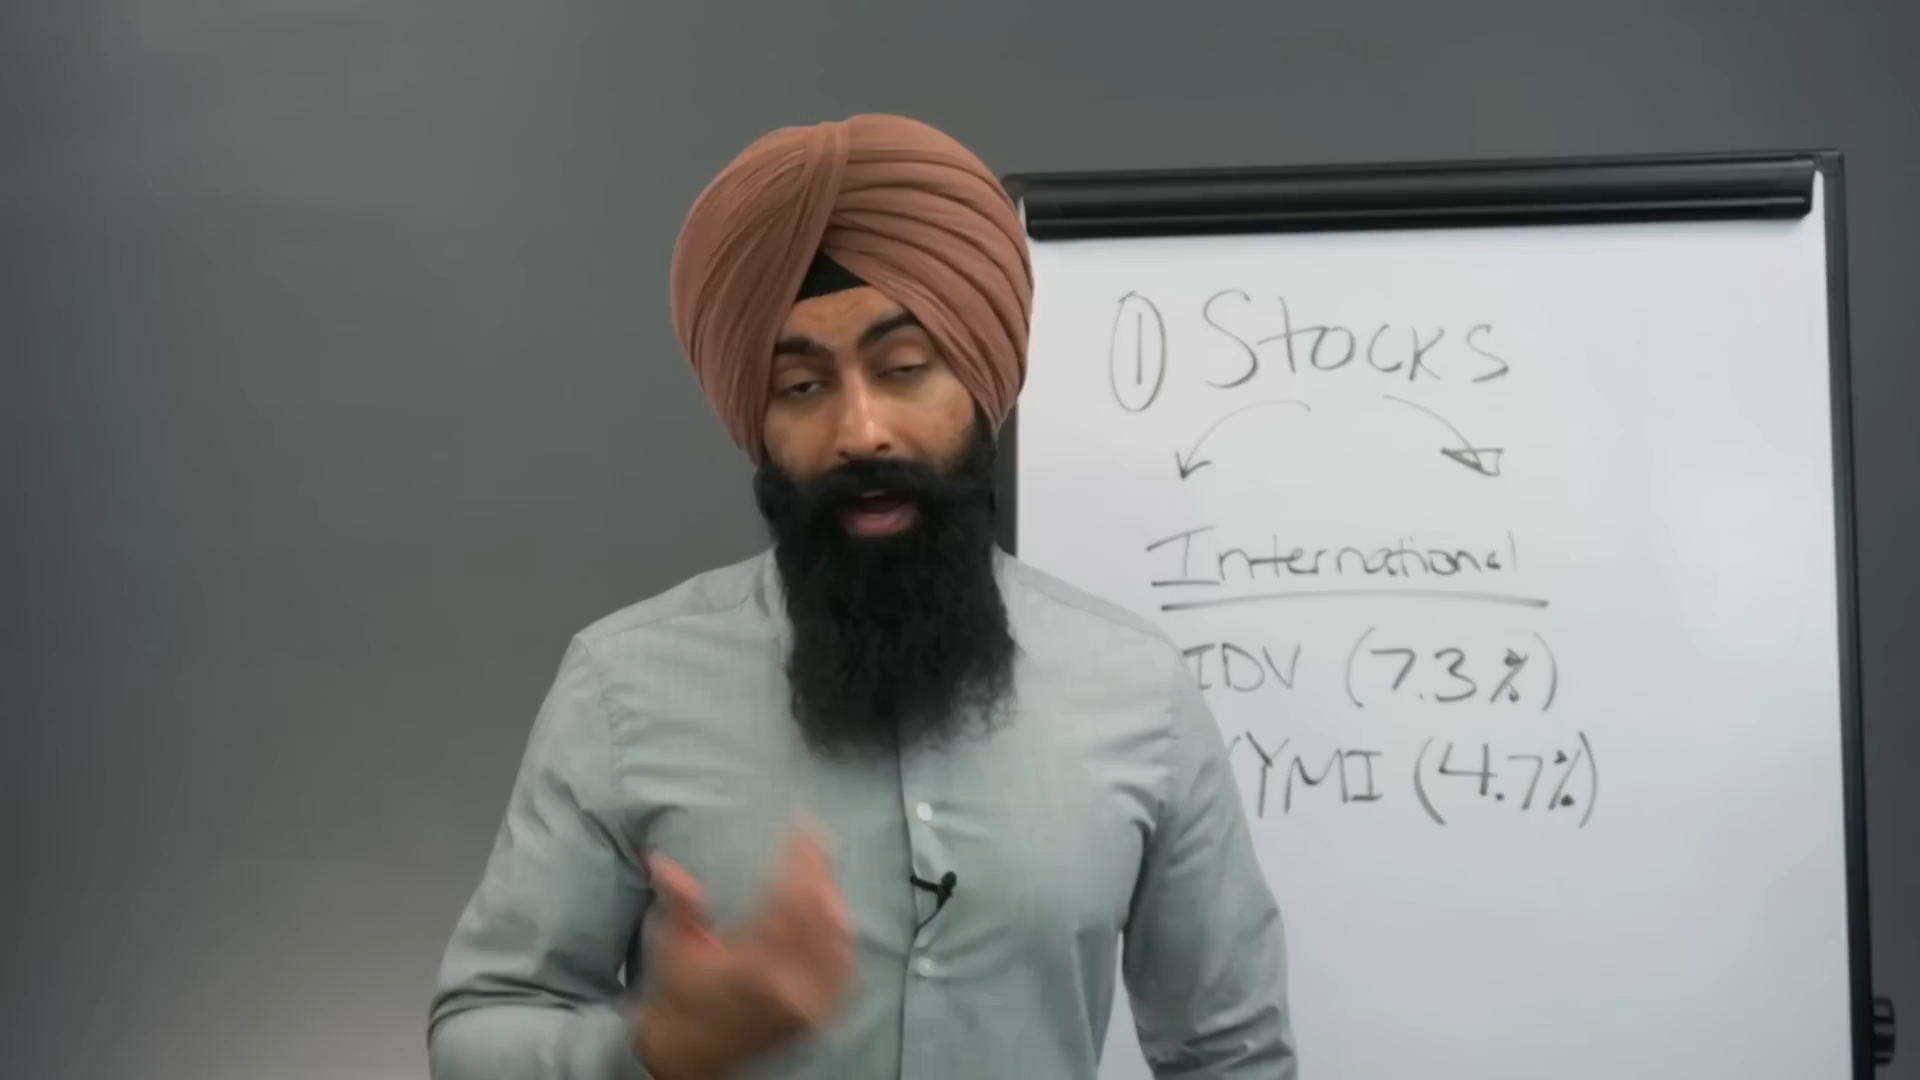 ① Stocks
International
IDV (7.3%)
YMI (4.7%)